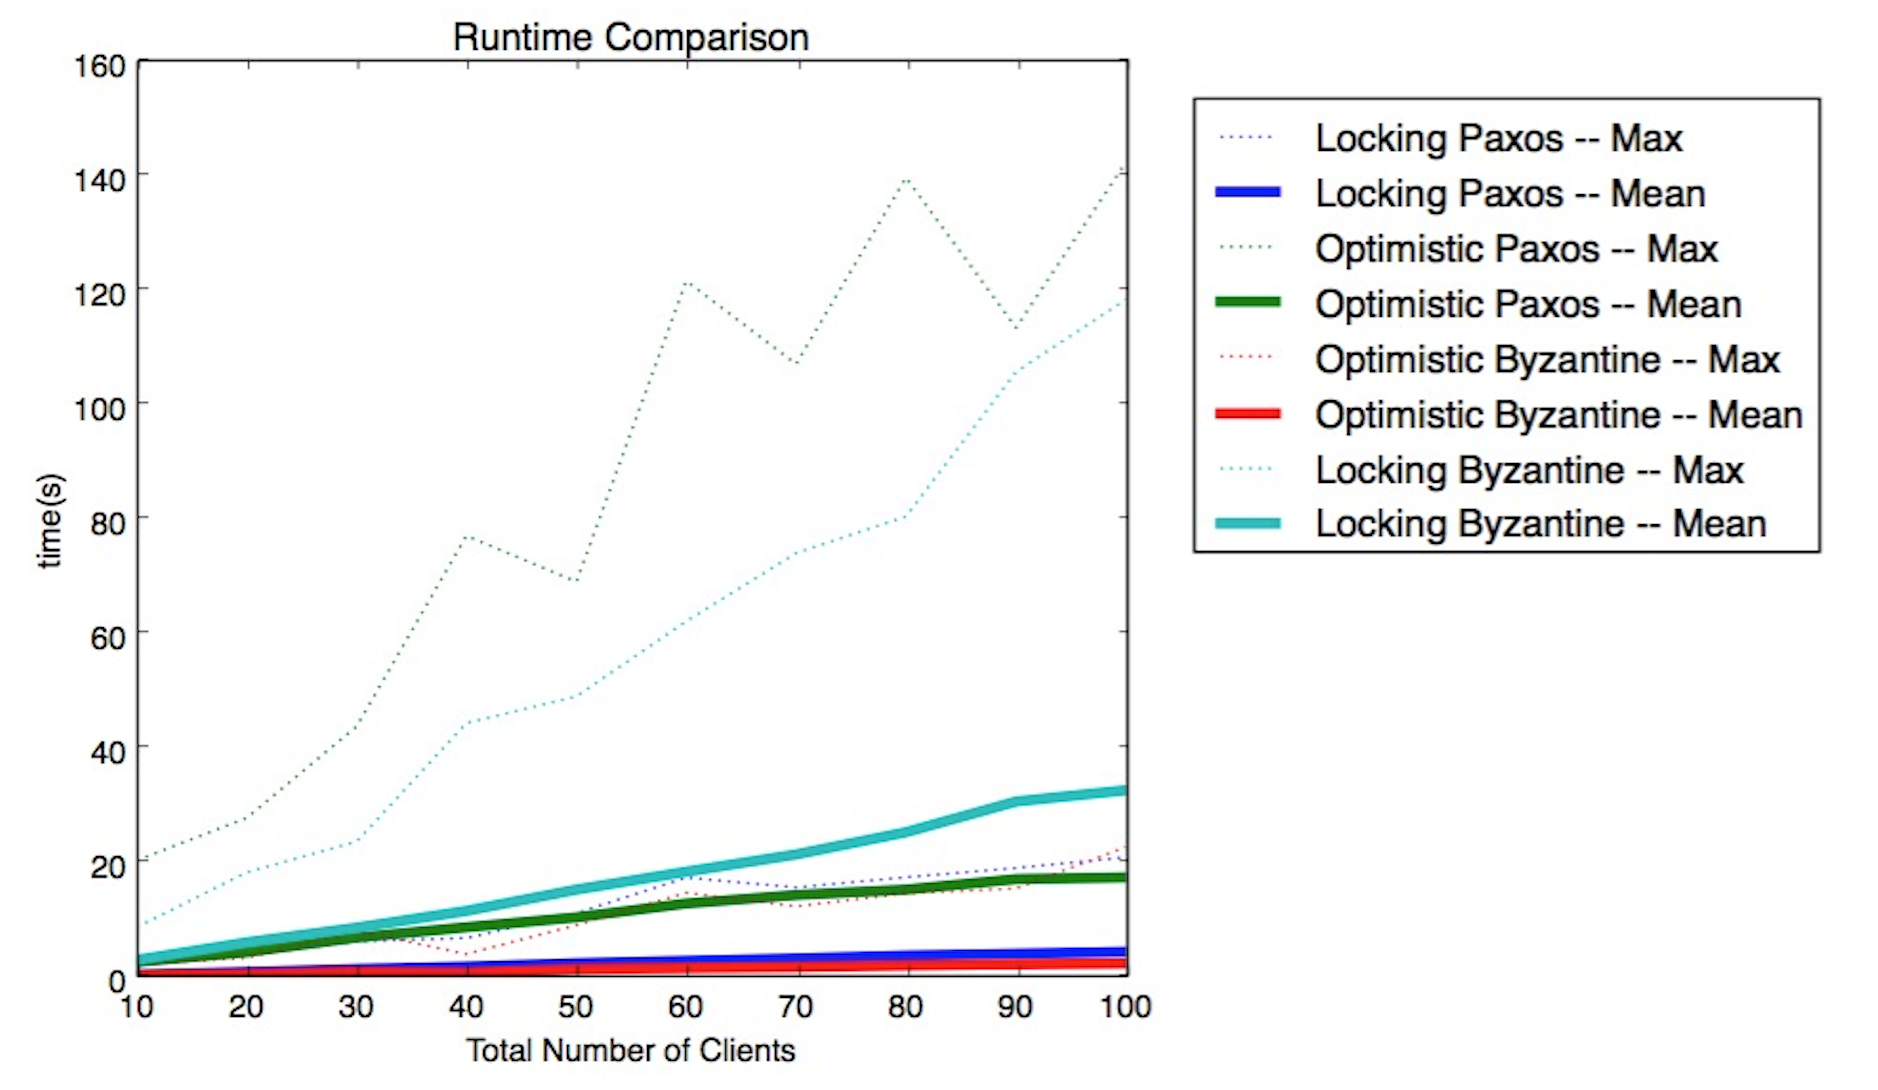 Runtime Comparison
160
140
120
100
80
60
40
20
0
time(s)
10 20 30 40 50 60 70 80 90 100
Total Number of Clients
Locking Paxos -- Max
Locking Paxos -- Mean
Optimistic Paxos -- Max
Optimistic Paxos -- Mean
Optimistic Byzantine -- Max
Optimistic Byzantine -- Mean
Locking Byzantine -- Max
Locking Byzantine -- Mean